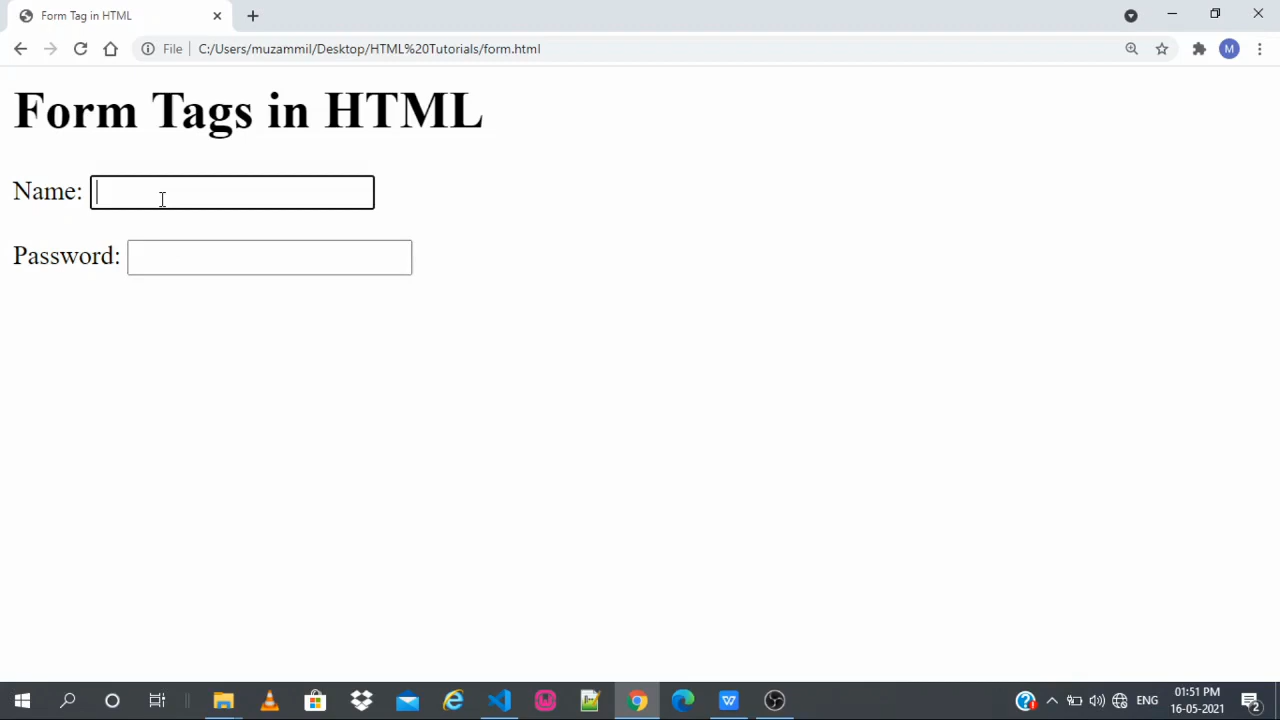 Form Tag in HTML
File C:/Users/muzammil/Desktop/HTML%20Tutorials/form.html
M
Form Tags in HTML
Name:
Password:
W
ENG
01:51 PM
16-05-2021
2